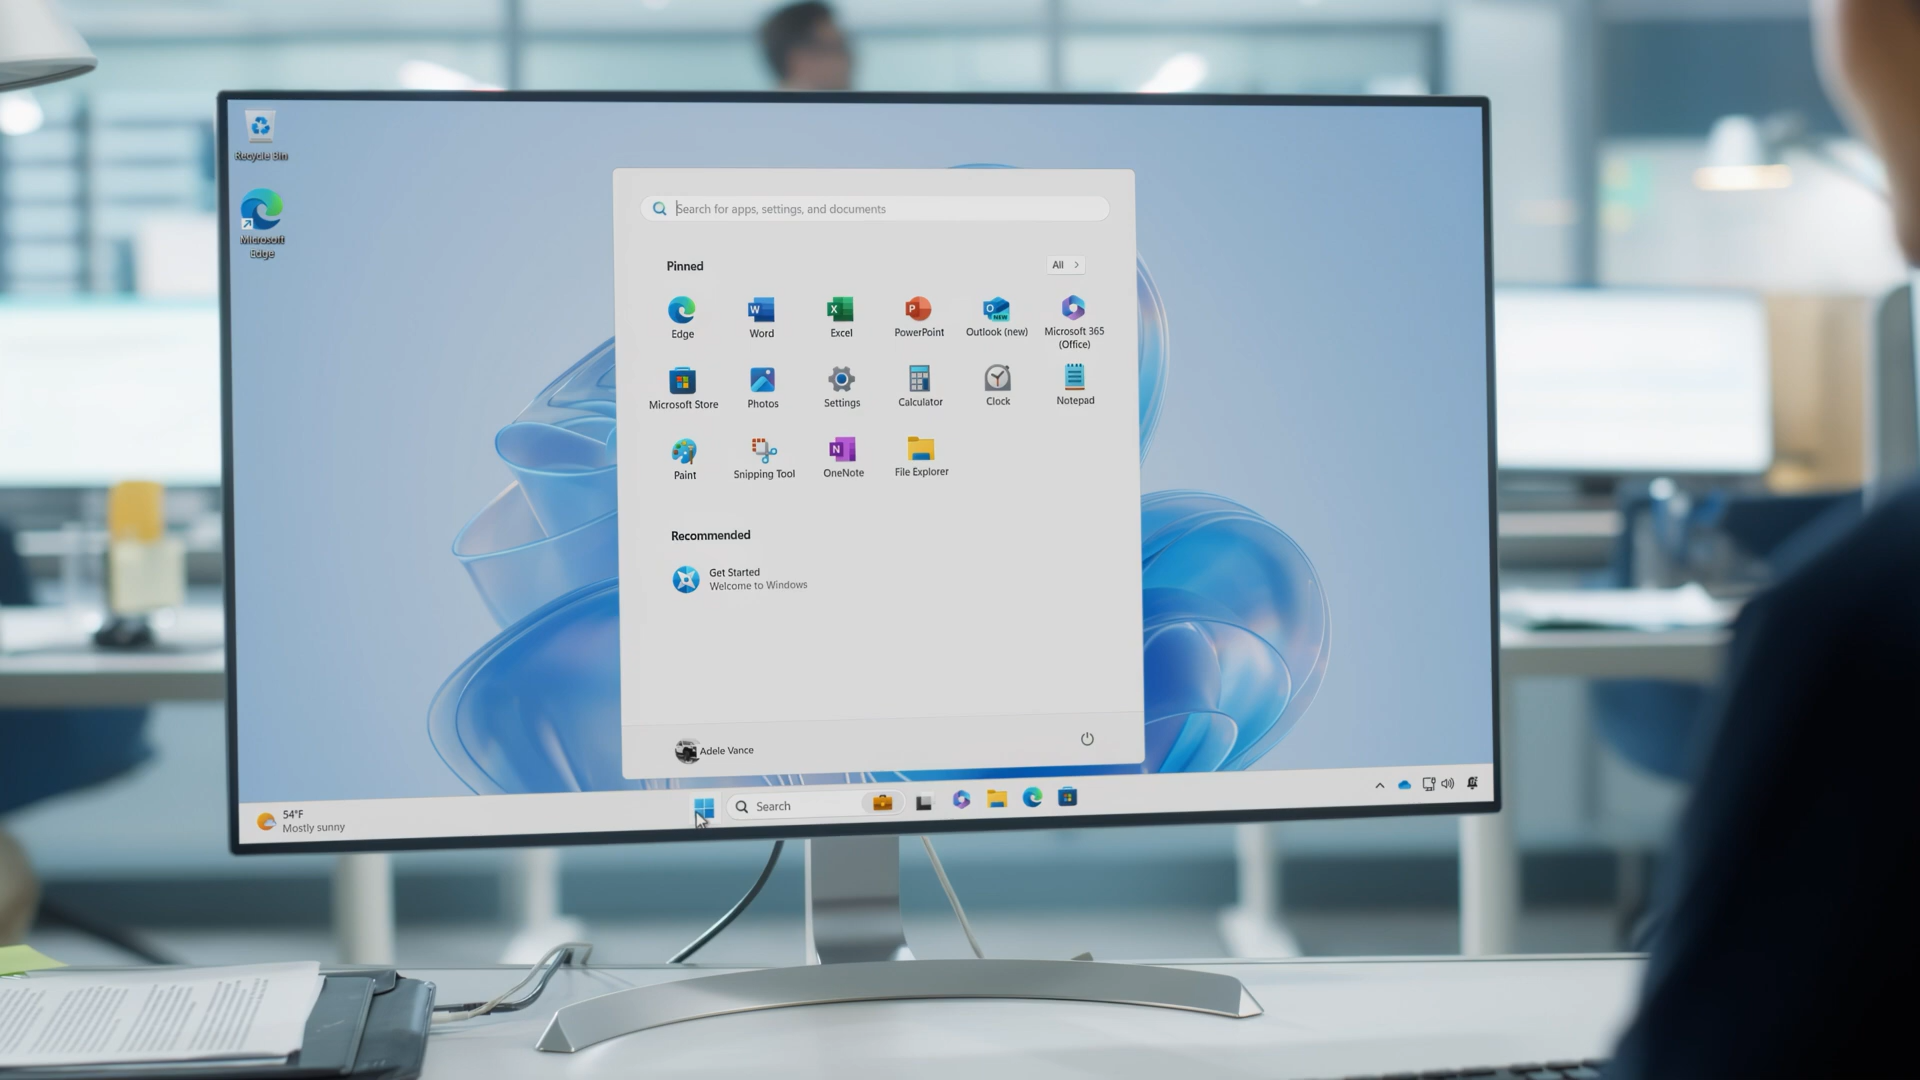 Recycle Bin
Microsoft
Edge
Search for apps, settings, and documents
Pinned
All
Edge
Word
Excel
PowerPoint
Outlook (new)
Microsoft 365
(Office)
Microsoft Store
Photos
Settings
Calculator
Clock
Notepad
Paint
Snipping Tool
OneNote
File Explorer
Recommended
Get Started
Welcome to Windows
Adele Vance
54°F
Mostly sunny
Search